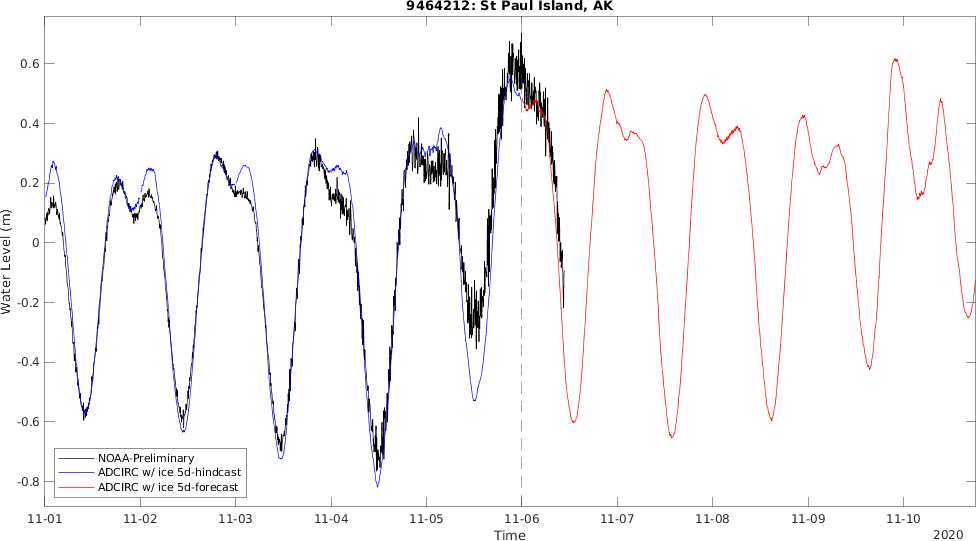 9464212: St Paul Island, AK
Water Level (m)
0.6
0.4
0.2
0
-0.2
-0.4
-0.6
-0.8
NOAA-Preliminary
ADCIRC w/ ice 5d-hindcast
ADCIRC w/ ice 5d-forecast
11-01 11-02 11-03 11-04 11-05 11-06 11-07 11-08 11-09 11-10
Time
2020